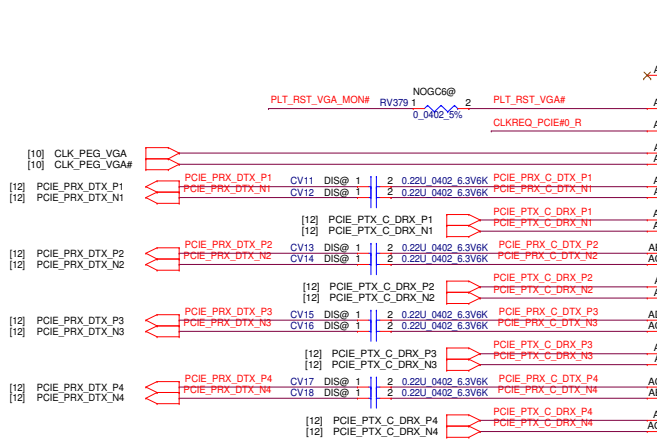 NOGC6@
PLT_RST_VGA_MON# RV379 1 2 PLT_RST_VGA#
0_0402_5%
CLKREQ_PCIE#0_R
[10] CLK_PEG_VGA
[10] CLK_PEG_VGA#
[12] PCIE_PRX_DTX_P1 PCIE_PRX_DTX_P1 CV11 DIS@ 1 2 0.22U_0402_6.3V6K PCIE_PRX_C_DTX_P1
[12] PCIE_PRX_DTX_N1 PCIE_PRX_DTX_N1 CV12 DIS@ 1 2 0.22U_0402_6.3V6K PCIE_PRX_C_DTX_N1
[12] PCIE_PTX_C_DRX_P1 PCIE_PTX_C_DRX_P1
[12] PCIE_PTX_C_DRX_N1 PCIE_PTX_C_DRX_N1
[12] PCIE_PRX_DTX_P2 PCIE_PRX_DTX_P2 CV13 DIS@ 1 2 0.22U_0402_6.3V6K PCIE_PRX_C_DTX_P2
[12] PCIE_PRX_DTX_N2 PCIE_PRX_DTX_N2 CV14 DIS@ 1 2 0.22U_0402_6.3V6K PCIE_PRX_C_DTX_N2
[12] PCIE_PTX_C_DRX_P2 PCIE_PTX_C_DRX_P2
[12] PCIE_PTX_C_DRX_N2 PCIE_PTX_C_DRX_N2
[12] PCIE_PRX_DTX_P3 PCIE_PRX_DTX_P3 CV15 DIS@ 1 2 0.22U_0402_6.3V6K PCIE_PRX_C_DTX_P3
[12] PCIE_PRX_DTX_N3 PCIE_PRX_DTX_N3 CV16 DIS@ 1 2 0.22U_0402_6.3V6K PCIE_PRX_C_DTX_N3
[12] PCIE_PTX_C_DRX_P3 PCIE_PTX_C_DRX_P3
[12] PCIE_PTX_C_DRX_N3 PCIE_PTX_C_DRX_N3
[12] PCIE_PRX_DTX_P4 PCIE_PRX_DTX_P4 CV17 DIS@ 1 2 0.22U_0402_6.3V6K PCIE_PRX_C_DTX_P4
[12] PCIE_PRX_DTX_N4 PCIE_PRX_DTX_N4 CV18 DIS@ 1 2 0.22U_0402_6.3V6K PCIE_PRX_C_DTX_N4
[12] PCIE_PTX_C_DRX_P4 PCIE_PTX_C_DRX_P4
[12] PCIE_PTX_C_DRX_N4 PCIE_PTX_C_DRX_N4